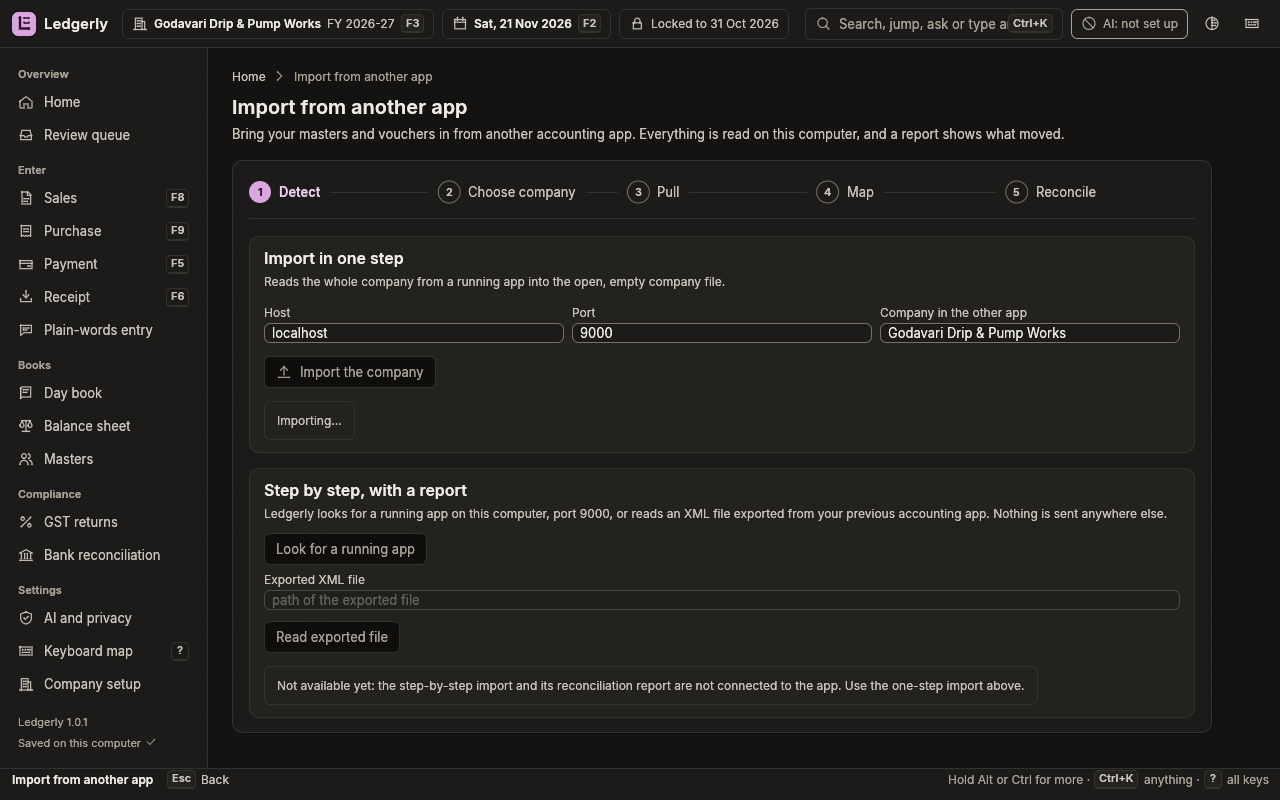 Ledgerly
Godavari Drip & Pump Works FY 2026-27 F3
Sat, 21 Nov 2026 F2
Locked to 31 Oct 2026
Search, jump, ask or type a Ctrl+K
AI: not set up
Overview
Home
Review queue
Enter
Sales F8
Purchase F9
Payment F5
Receipt F6
Plain-words entry
Books
Day book
Balance sheet
Masters
Compliance
GST returns
Bank reconciliation
Settings
AI and privacy
Keyboard map ?
Company setup
Ledgerly 1.0.1
Saved on this computer
Home Import from another app
Import from another app
Bring your masters and vouchers in from another accounting app. Everything is read on this computer, and a report shows what moved.
1 Detect 2 Choose company 3 Pull 4 Map 5 Reconcile
Import in one step
Reads the whole company from a running app into the open, empty company file.
Host Port Company in the other app
localhost 9000 Godavari Drip & Pump Works
Import the company
Importing...
Step by step, with a report
Ledgerly looks for a running app on this computer, port 9000, or reads an XML file exported from your previous accounting app. Nothing is sent anywhere else.
Look for a running app
Exported XML file
path of the exported file
Read exported file
Not available yet: the step-by-step import and its reconciliation report are not connected to the app. Use the one-step import above.
Import from another app Esc Back
Hold Alt or Ctrl for more · Ctrl+K anything · ? all keys